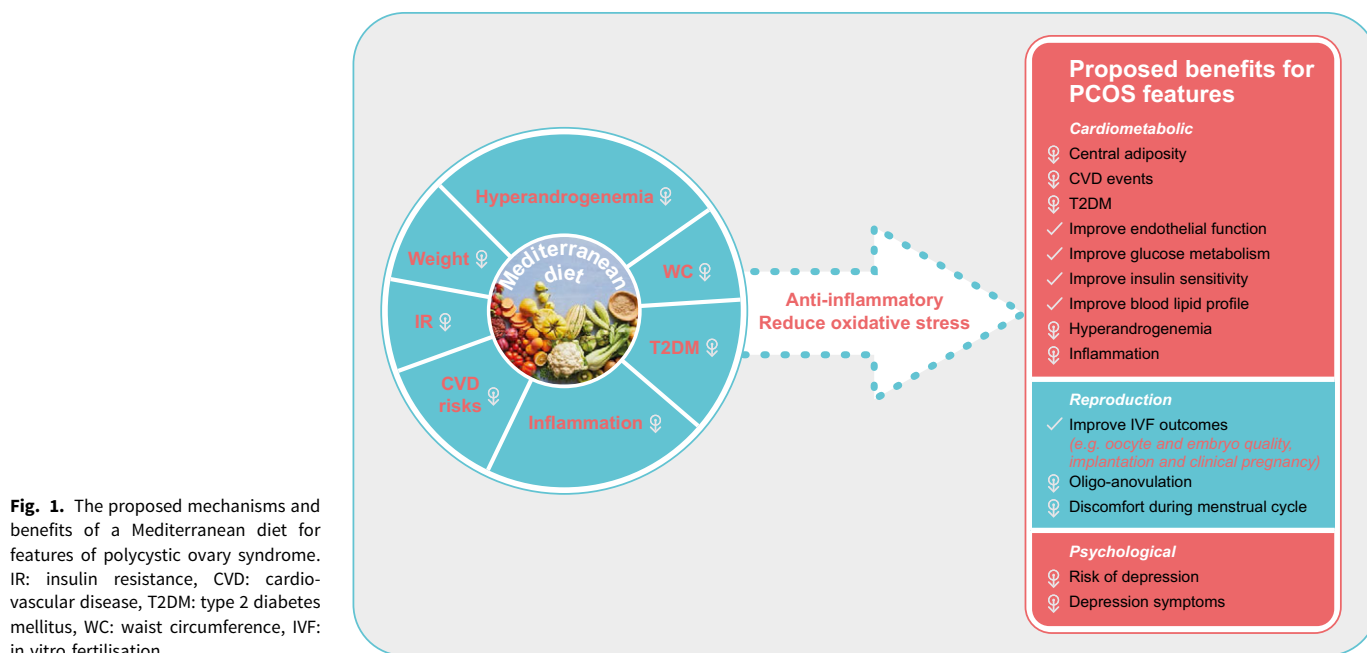 Fig. 1. The proposed mechanisms and
benefits of a Mediterranean diet for
features of polycystic ovary syndrome.
IR: insulin resistance, CVD: cardio-
vascular disease, T2DM: type 2 diabetes
mellitus, WC: waist circumference, IVF:
in vitro fertilisation
Hyperandrogenemia
Weight
WC
IR
T2DM
CVD
risks
Inflammation
Mediterranean
diet
Anti-inflammatory
Reduce oxidative stress
Proposed benefits for
PCOS features
Cardiometabolic
Central adiposity
CVD events
T2DM
Improve endothelial function
Improve glucose metabolism
Improve insulin sensitivity
Improve blood lipid profile
Hyperandrogenemia
Inflammation
Reproduction
Improve IVF outcomes
(e.g. oocyte and embryo quality,
implantation and clinical pregnancy)
Oligo-anovulation
Discomfort during menstrual cycle
Psychological
Risk of depression
Depression symptoms